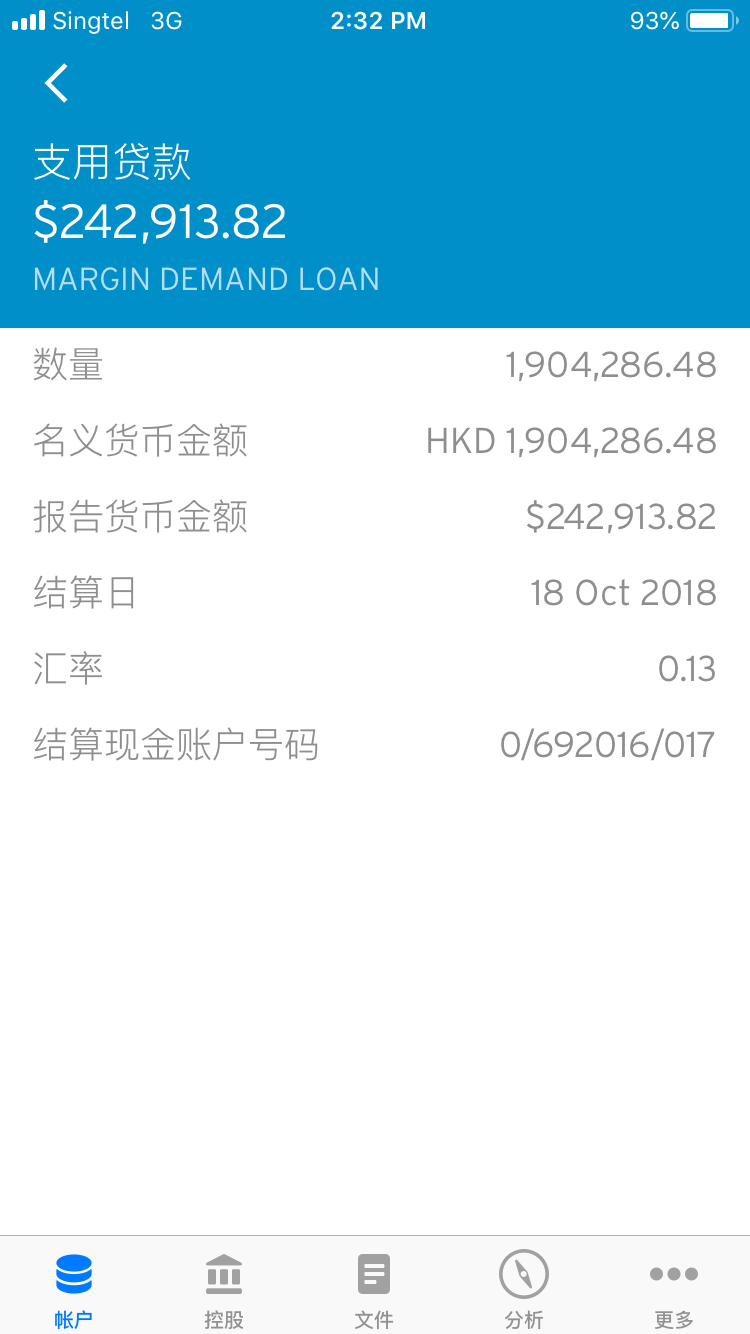 Singtel 3G 2:32 PM 93%
支用贷款
$242,913.82
MARGIN DEMAND LOAN
数量 1,904,286.48
名义货币金额 HKD 1,904,286.48
报告货币金额 $242,913.82
结算日 18 Oct 2018
汇率 0.13
结算现金账户号码 0/692016/017
帐户 控股 文件 分析 更多